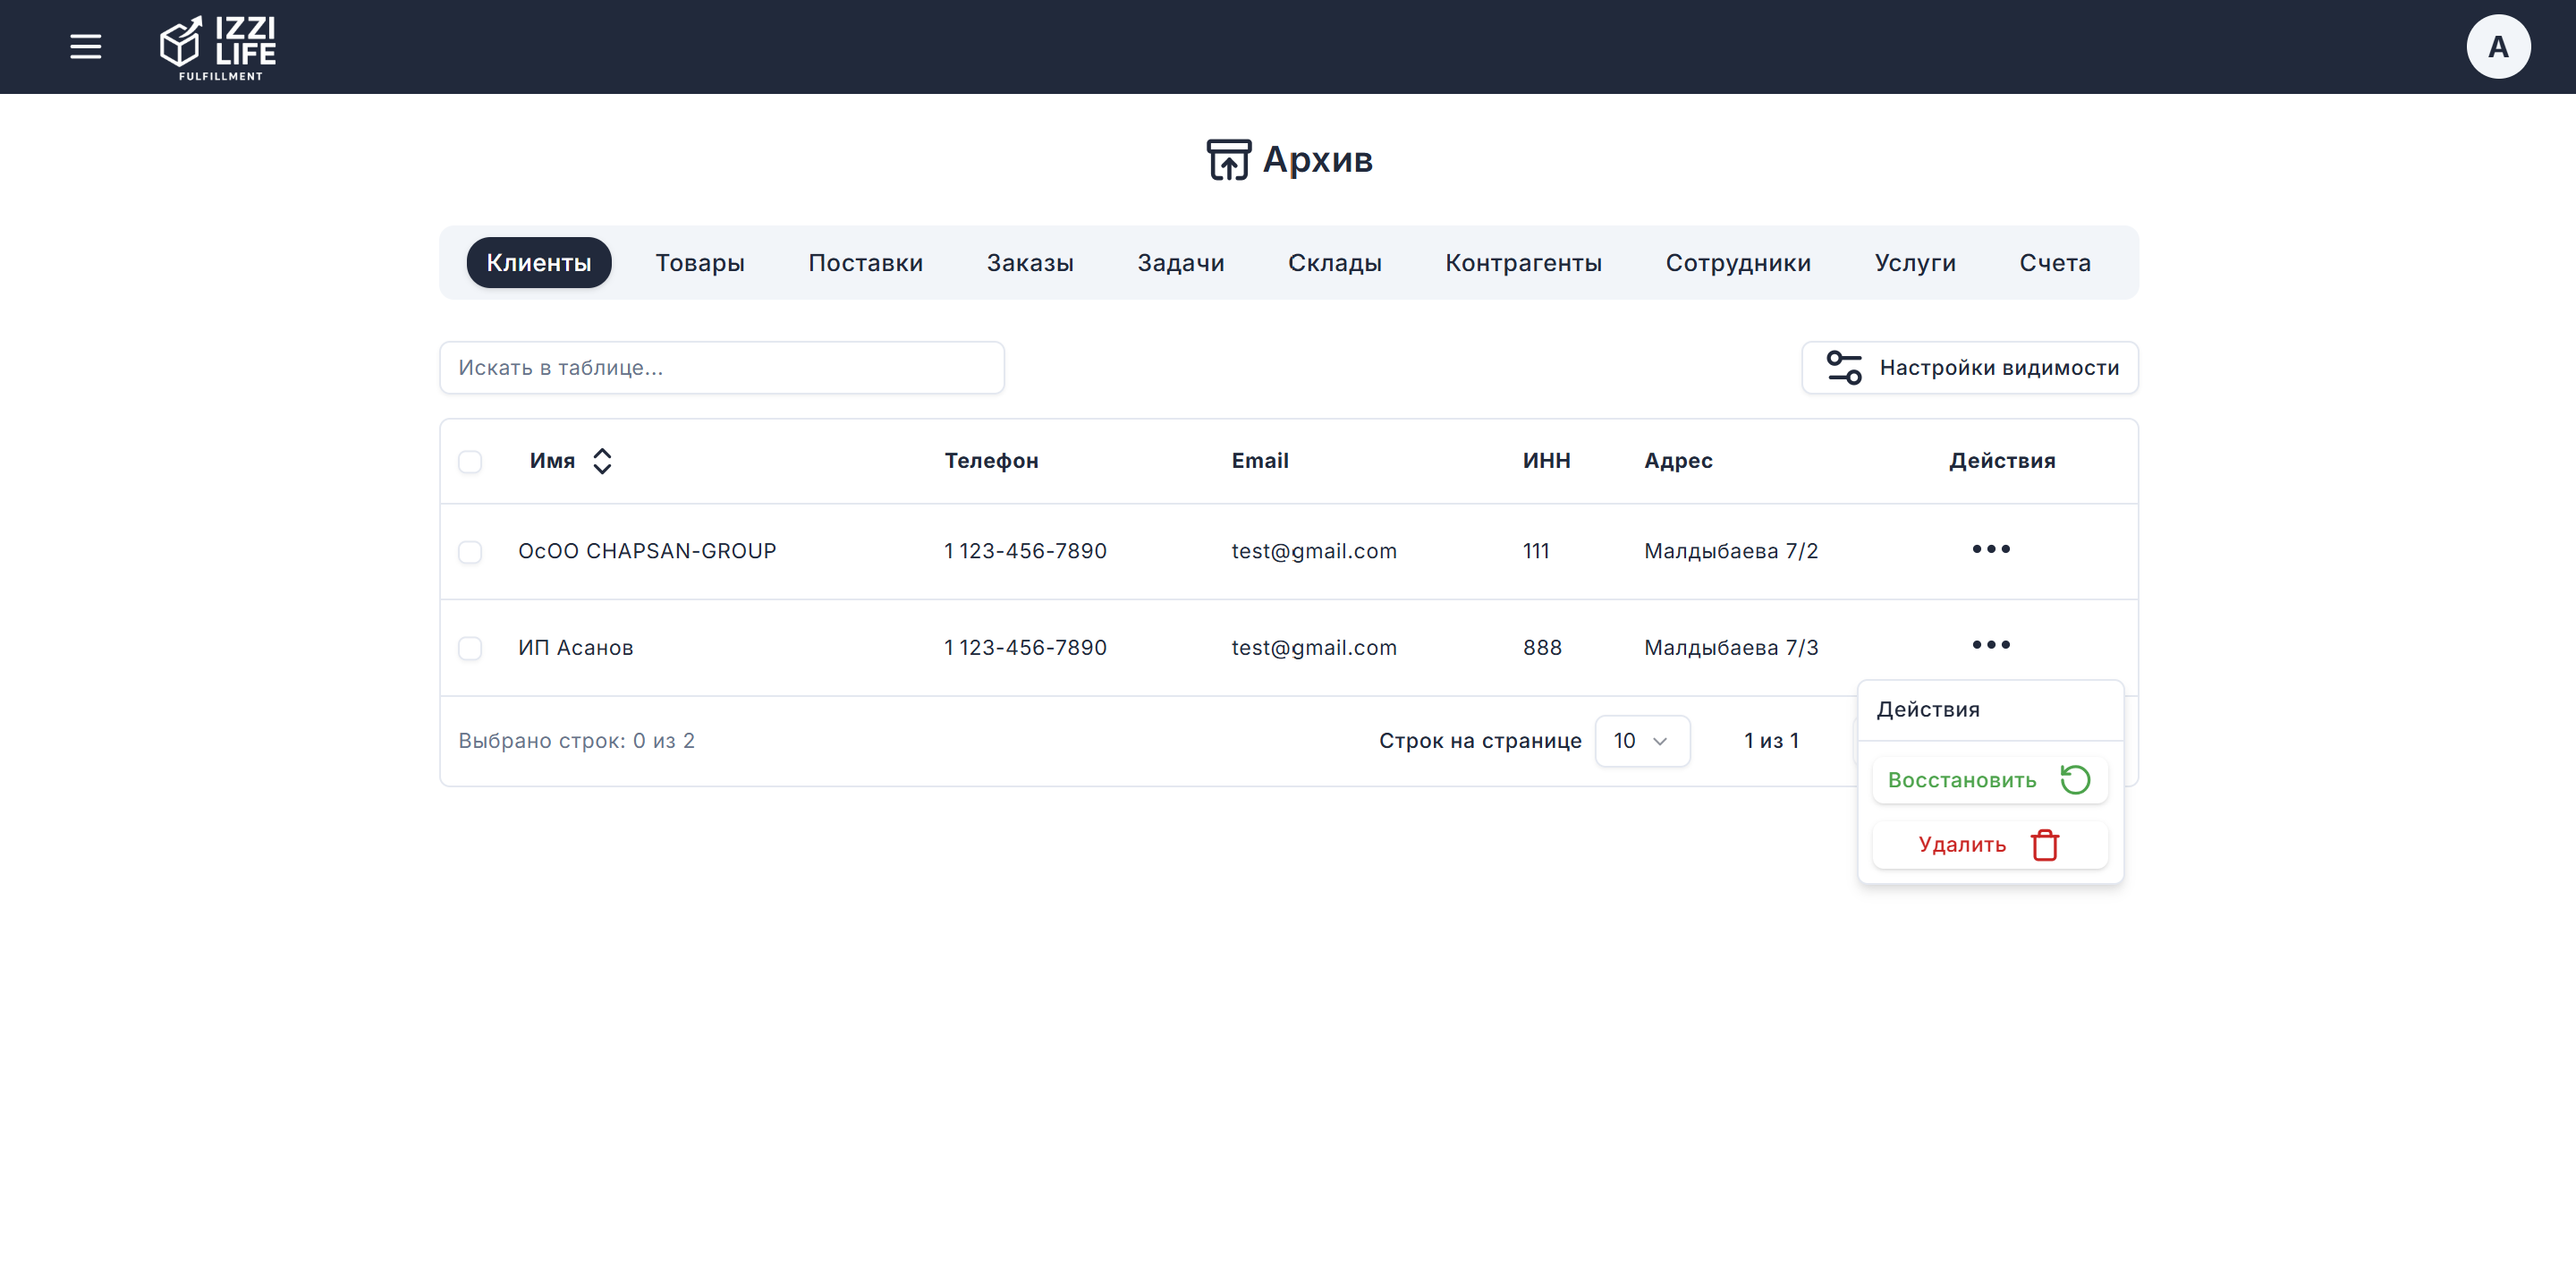 IZZI
LIFE
FULFILLMENT
A
Архив
Клиенты Товары Поставки Заказы Задачи Склады Контрагенты Сотрудники Услуги Счета
Искать в таблице...
Настройки видимости
Имя Телефон Email ИНН Адрес Действия
ОсОО CHAPSAN-GROUP 1 123-456-7890 test@gmail.com 111 Малдыбаева 7/2
ИП Асанов 1 123-456-7890 test@gmail.com 888 Малдыбаева 7/3
Выбрано строк: 0 из 2 Строк на странице 10 1 из 1
Действия
Восстановить
Удалить